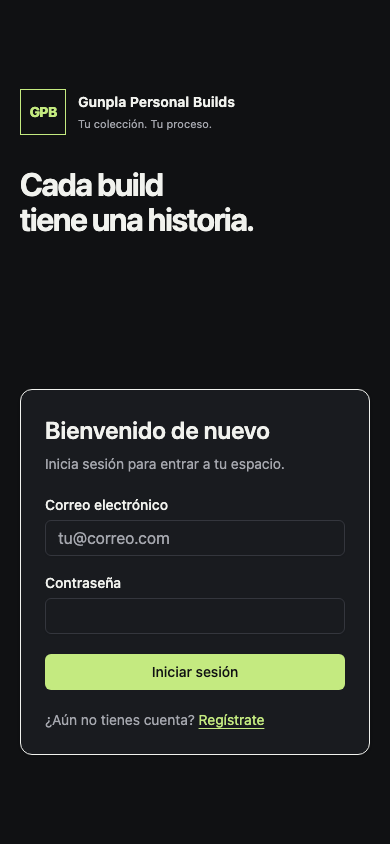 GPB
Gunpla Personal Builds
Tu colección. Tu proceso.
Cada build
tiene una historia.
Bienvenido de nuevo
Inicia sesión para entrar a tu espacio.
Correo electrónico
tu@correo.com
Contraseña
Iniciar sesión
¿Aún no tienes cuenta? Regístrate